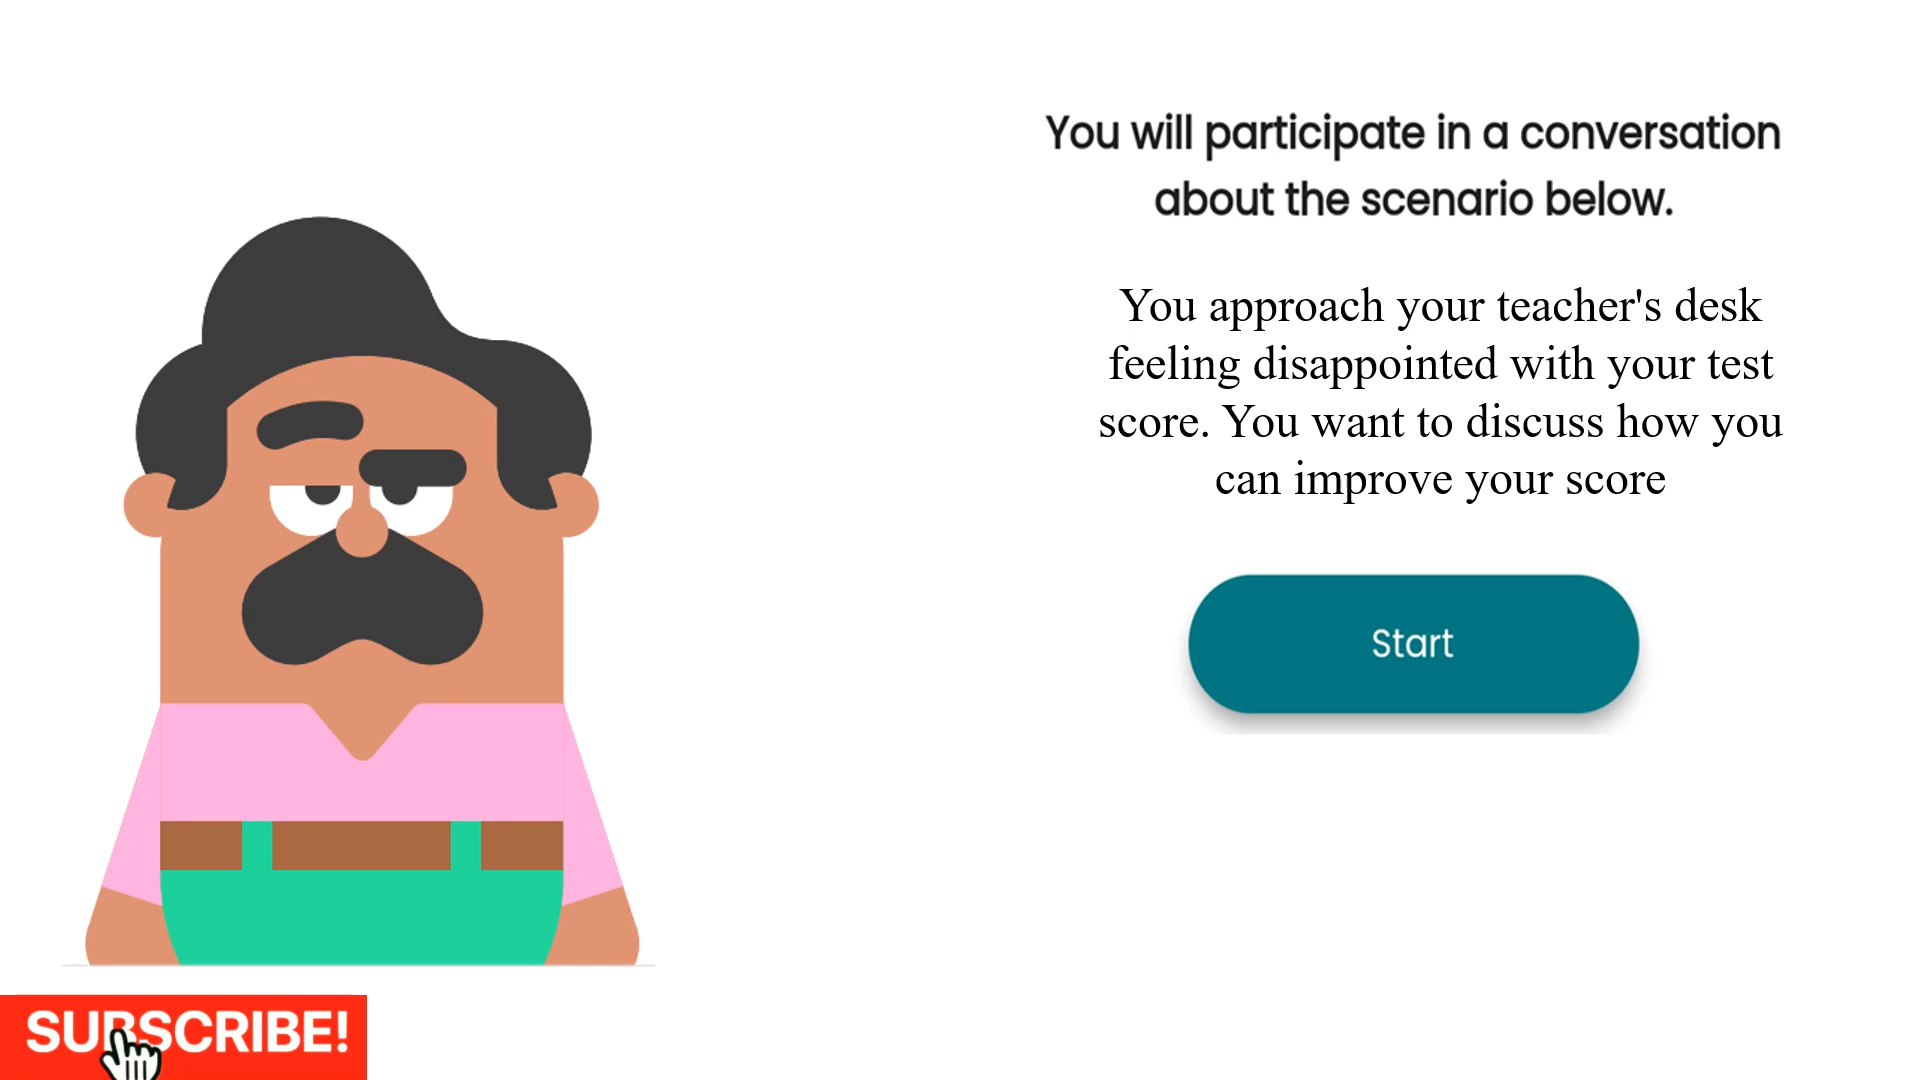 You will participate in a conversation
about the scenario below.
You approach your teacher's desk
feeling disappointed with your test
score. You want to discuss how you
can improve your score
Start
SUBSCRIBE!